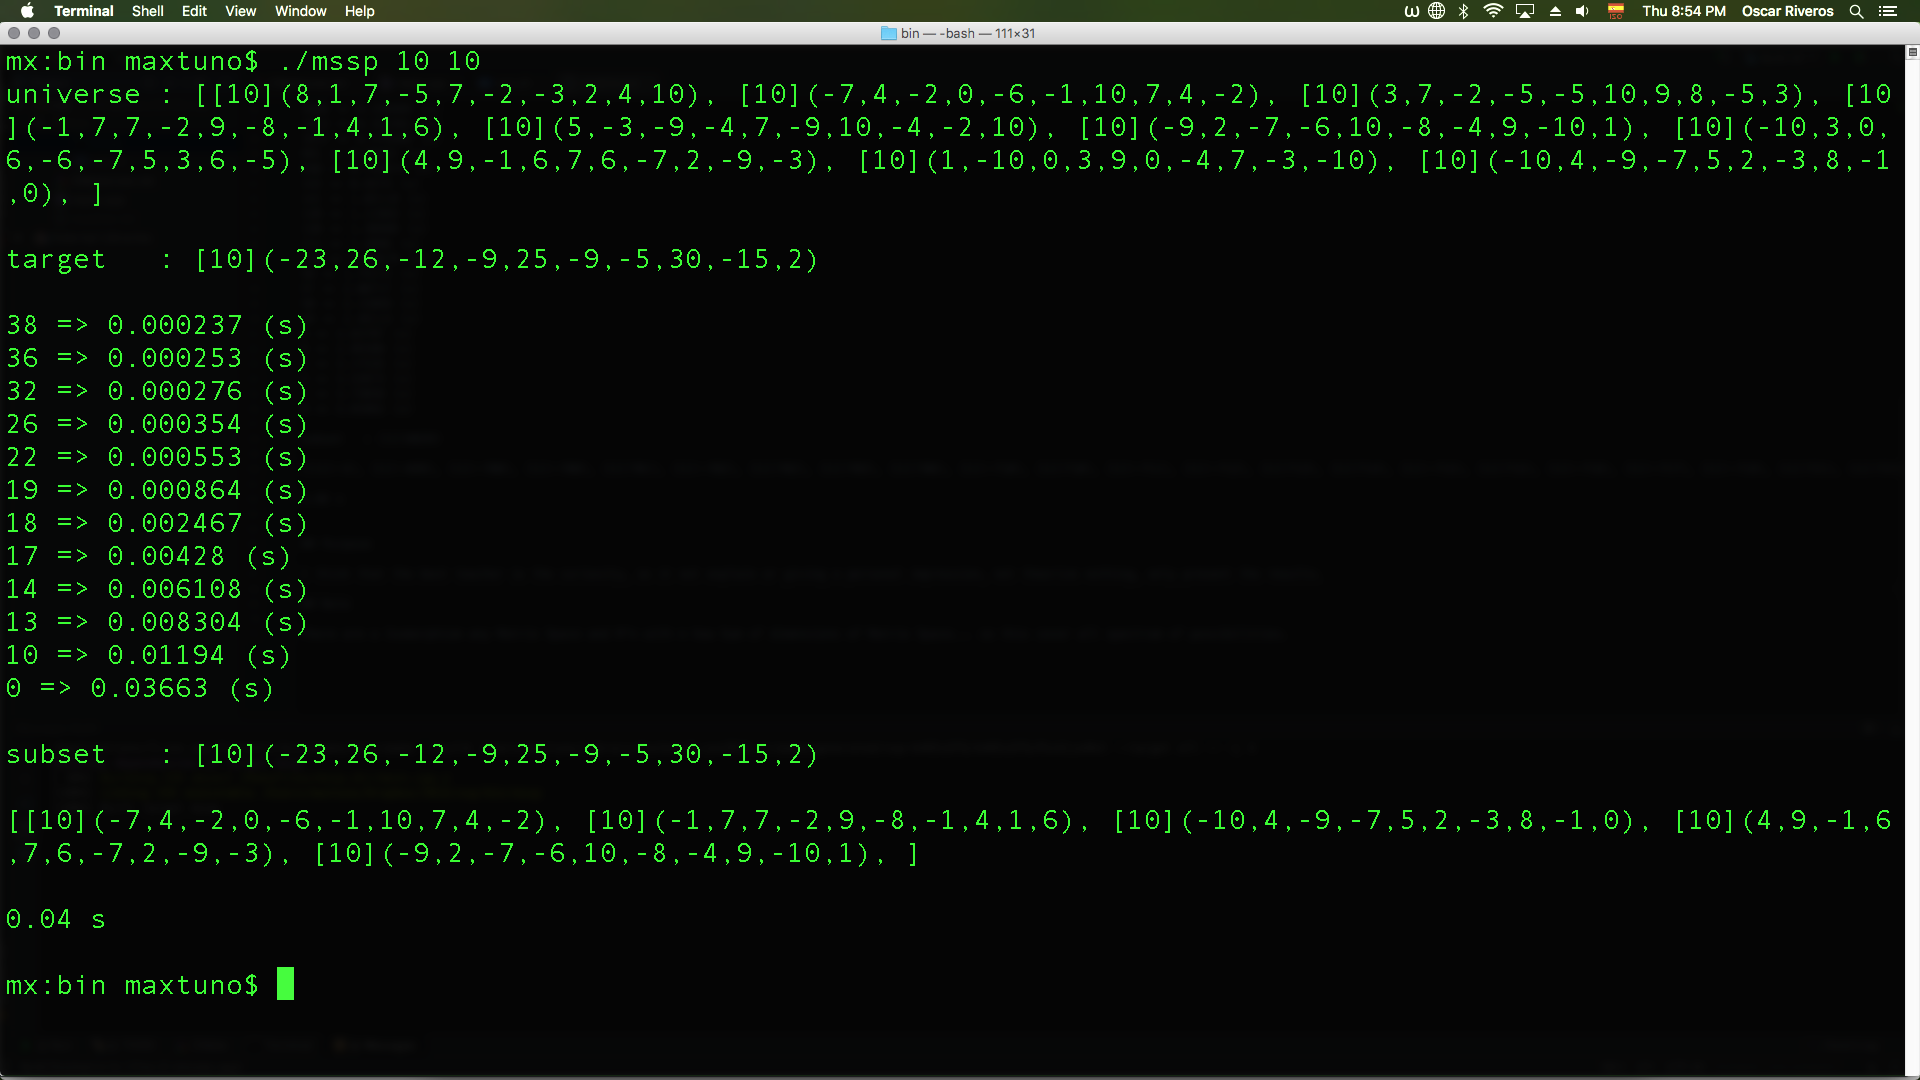 Terminal Shell Edit View Window Help Thu 8:54 PM Oscar Riveros
bin — -bash — 111×31
mx:bin maxtuno$ ./mssp 10 10
universe : [[10](8,1,7,-5,7,-2,-3,2,4,10), [10](-7,4,-2,0,-6,-1,10,7,4,-2), [10](3,7,-2,-5,-5,10,9,8,-5,3), [10
](-1,7,7,-2,9,-8,-1,4,1,6), [10](5,-3,-9,-4,7,-9,10,-4,-2,10), [10](-9,2,-7,-6,10,-8,-4,9,-10,1), [10](-10,3,0,
6,-6,-7,5,3,6,-5), [10](4,9,-1,6,7,6,-7,2,-9,-3), [10](1,-10,0,3,9,0,-4,7,-3,-10), [10](-10,4,-9,-7,5,2,-3,8,-1
,0), ]
target : [10](-23,26,-12,-9,25,-9,-5,30,-15,2)
38 => 0.000237 (s)
36 => 0.000253 (s)
32 => 0.000276 (s)
26 => 0.000354 (s)
22 => 0.000553 (s)
19 => 0.000864 (s)
18 => 0.002467 (s)
17 => 0.00428 (s)
14 => 0.006108 (s)
13 => 0.008304 (s)
10 => 0.01194 (s)
0 => 0.03663 (s)
subset : [10](-23,26,-12,-9,25,-9,-5,30,-15,2)
[[10](-7,4,-2,0,-6,-1,10,7,4,-2), [10](-1,7,7,-2,9,-8,-1,4,1,6), [10](-10,4,-9,-7,5,2,-3,8,-1,0), [10](4,9,-1,6
,7,6,-7,2,-9,-3), [10](-9,2,-7,-6,10,-8,-4,9,-10,1), ]
0.04 s
mx:bin maxtuno$